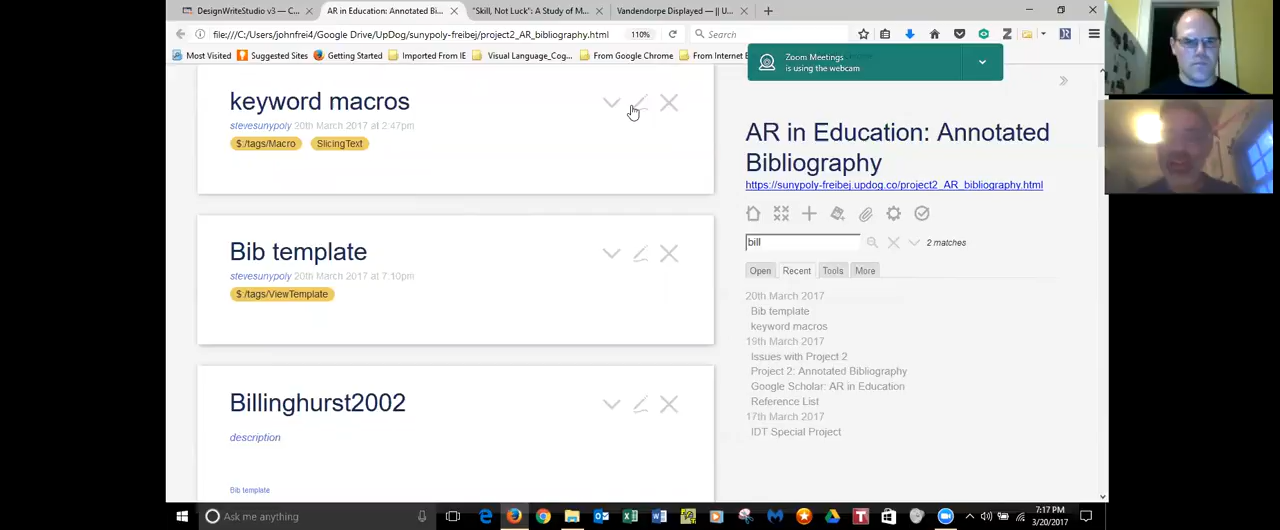 DesignWriteStudio v3 — C...
AR in Education: Annotated Bi...
"Skill, Not Luck": A Study of M...
Vandendorpe Displayed — || U...
file:///C:/Users/johnfrei4/Google Drive/UpDog/sunypoly-freibej/project2_AR_bibliography.html
110%
Search
Most Visited
Suggested Sites
Imported From IE
Visual Language_Cog...
From Google Chrome
From Internet
Zoom Meetings
is using the webcam
keyword macros
stevesunypoly 20th March 2017 at 2:47pm
$:/tags/Macro
SlicingText
Bib template
stevesunypoly 20th March 2017 at 7:10pm
$:/tags/ViewTemplate
Billinghurst2002
description
Bib template
AR in Education: Annotated
Bibliography
https://sunypoly-freibej.updog.co/project2_AR_bibliography.html
bill
2 matches
Open
Recent
Tools
More
20th March 2017
Bib template
keyword macros
19th March 2017
Issues with Project 2
Project 2: Annotated Bibliography
Google Scholar: AR in Education
Reference List
17th March 2017
IDT Special Project
Ask me anything
7:17 PM
3/20/2017